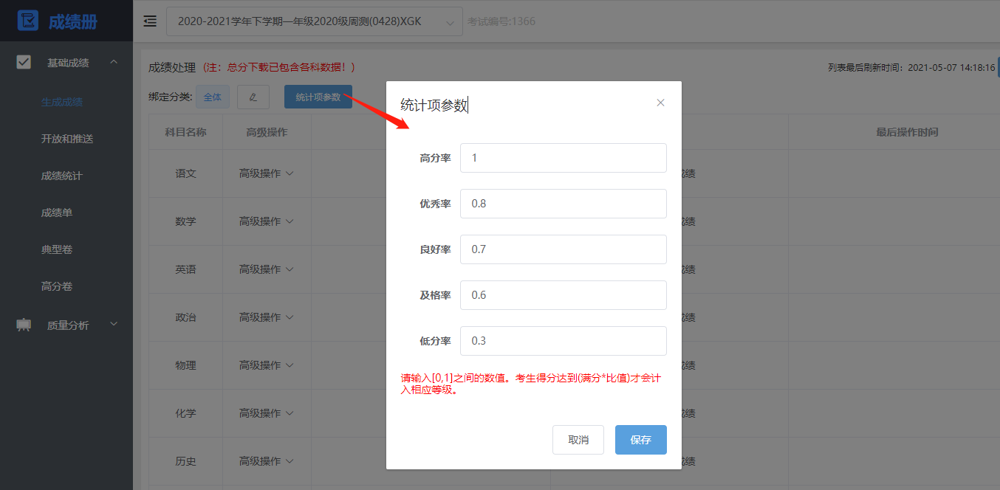 成绩册
2020-2021学年下学期一年级2020级周测(0428)XGK
考试编号:1366
基础成绩
生成成绩
开放和推送
成绩统计
成绩单
典型卷
高分卷
质量分析
成绩处理 (注：总分下载已包含各科数据！)
列表最后刷新时间：2021-05-07 14:18:16
绑定分类: 全体 统计项参数
科目名称 高级操作 最后操作时间
语文 高级操作 成绩
数学 高级操作 成绩
英语 高级操作 成绩
政治 高级操作 成绩
物理 高级操作 成绩
化学 高级操作 成绩
历史 高级操作 成绩
统计项参数
高分率 1
优秀率 0.8
良好率 0.7
及格率 0.6
低分率 0.3
请输入[0,1]之间的数值。考生得分达到(满分*比值)才会计
入相应等级。
取消 保存